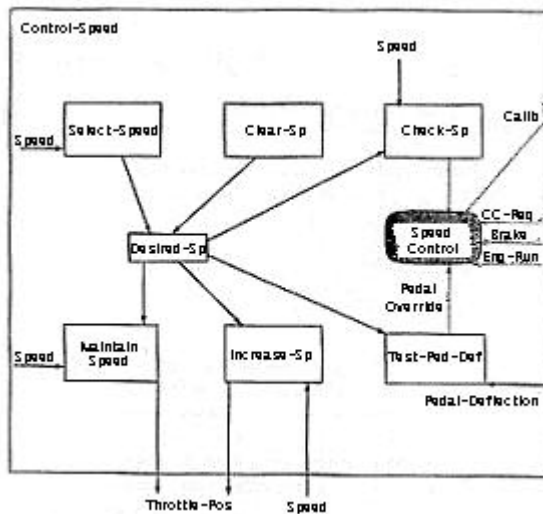 Control-Speed
Speed
Select-Speed
Clear-Sp
Check-Sp
Calib
Speed
CC-Req
Desired-Sp
Speed
Control
Brake
Eng-Run
Pedal
Override
Maintain
Speed
Increase-Sp
Test-Ped-Def
Speed
Pedal-Deflection
Throttle-Pos
Speed